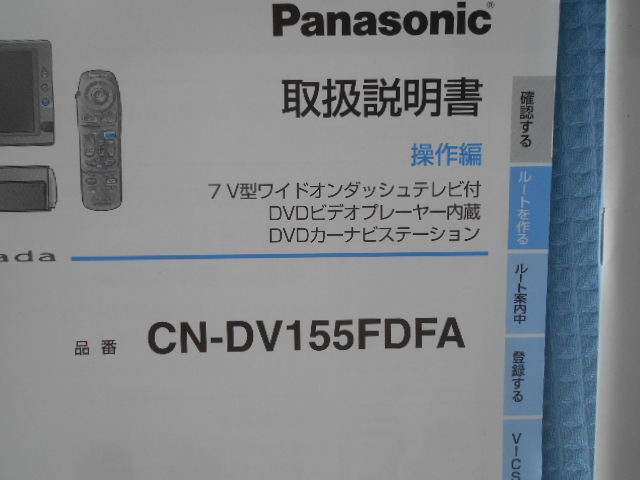 Panasonic®
取扱説明書
操作編
7V型ワイドオンダッシュテレビ付
DVDビデオプレーヤー内蔵
DVDカーナビステーション
ada
品番 CN-DV155FDFA
確認する
ルートを作る
ルート案内中
登録する
VICS